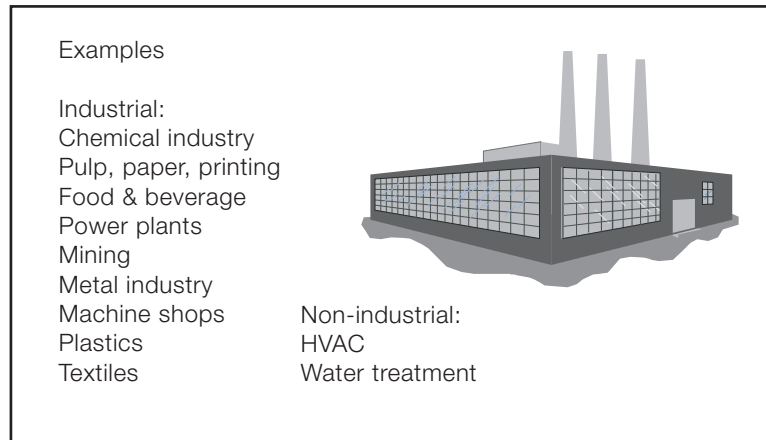 Examples
Industrial:
Chemical industry
Pulp, paper, printing
Food & beverage
Power plants
Mining
Metal industry
Machine shops
Plastics
Textiles
Non-industrial:
HVAC
Water treatment